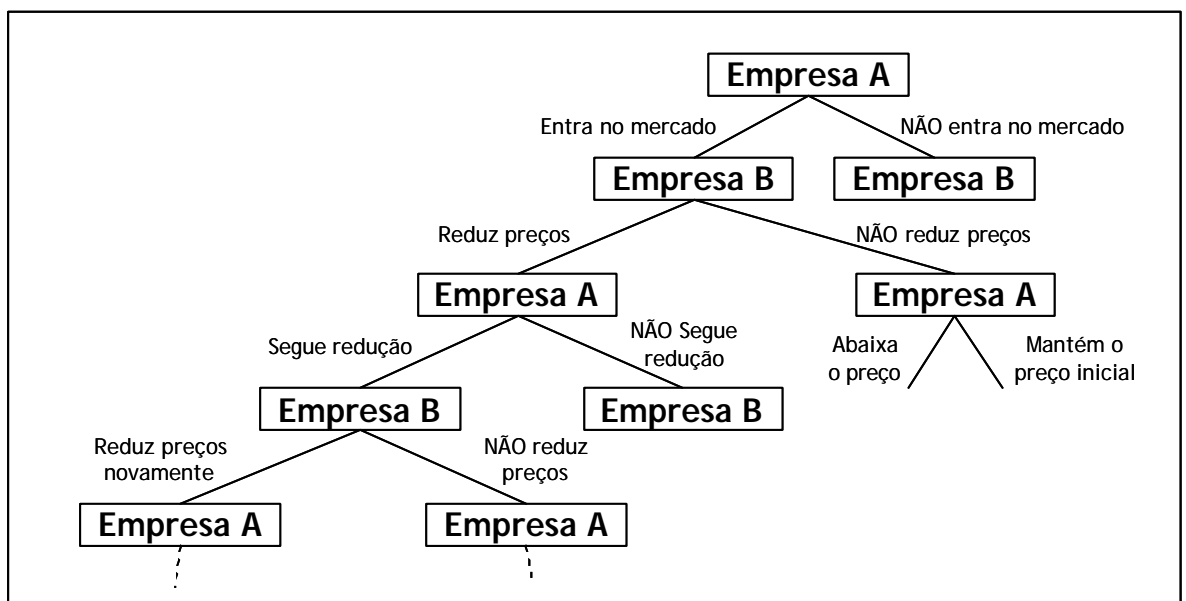 Empresa A
Entra no mercado
NÃO entra no mercado
Empresa B
Empresa B
Reduz preços
NÃO reduz preços
Empresa A
Empresa A
Segue redução
NÃO Segue
redução
Abaixa
o preço
Mantém o
preço inicial
Empresa B
Empresa B
Reduz preços
novamente
NÃO reduz
preços
Empresa A
Empresa A